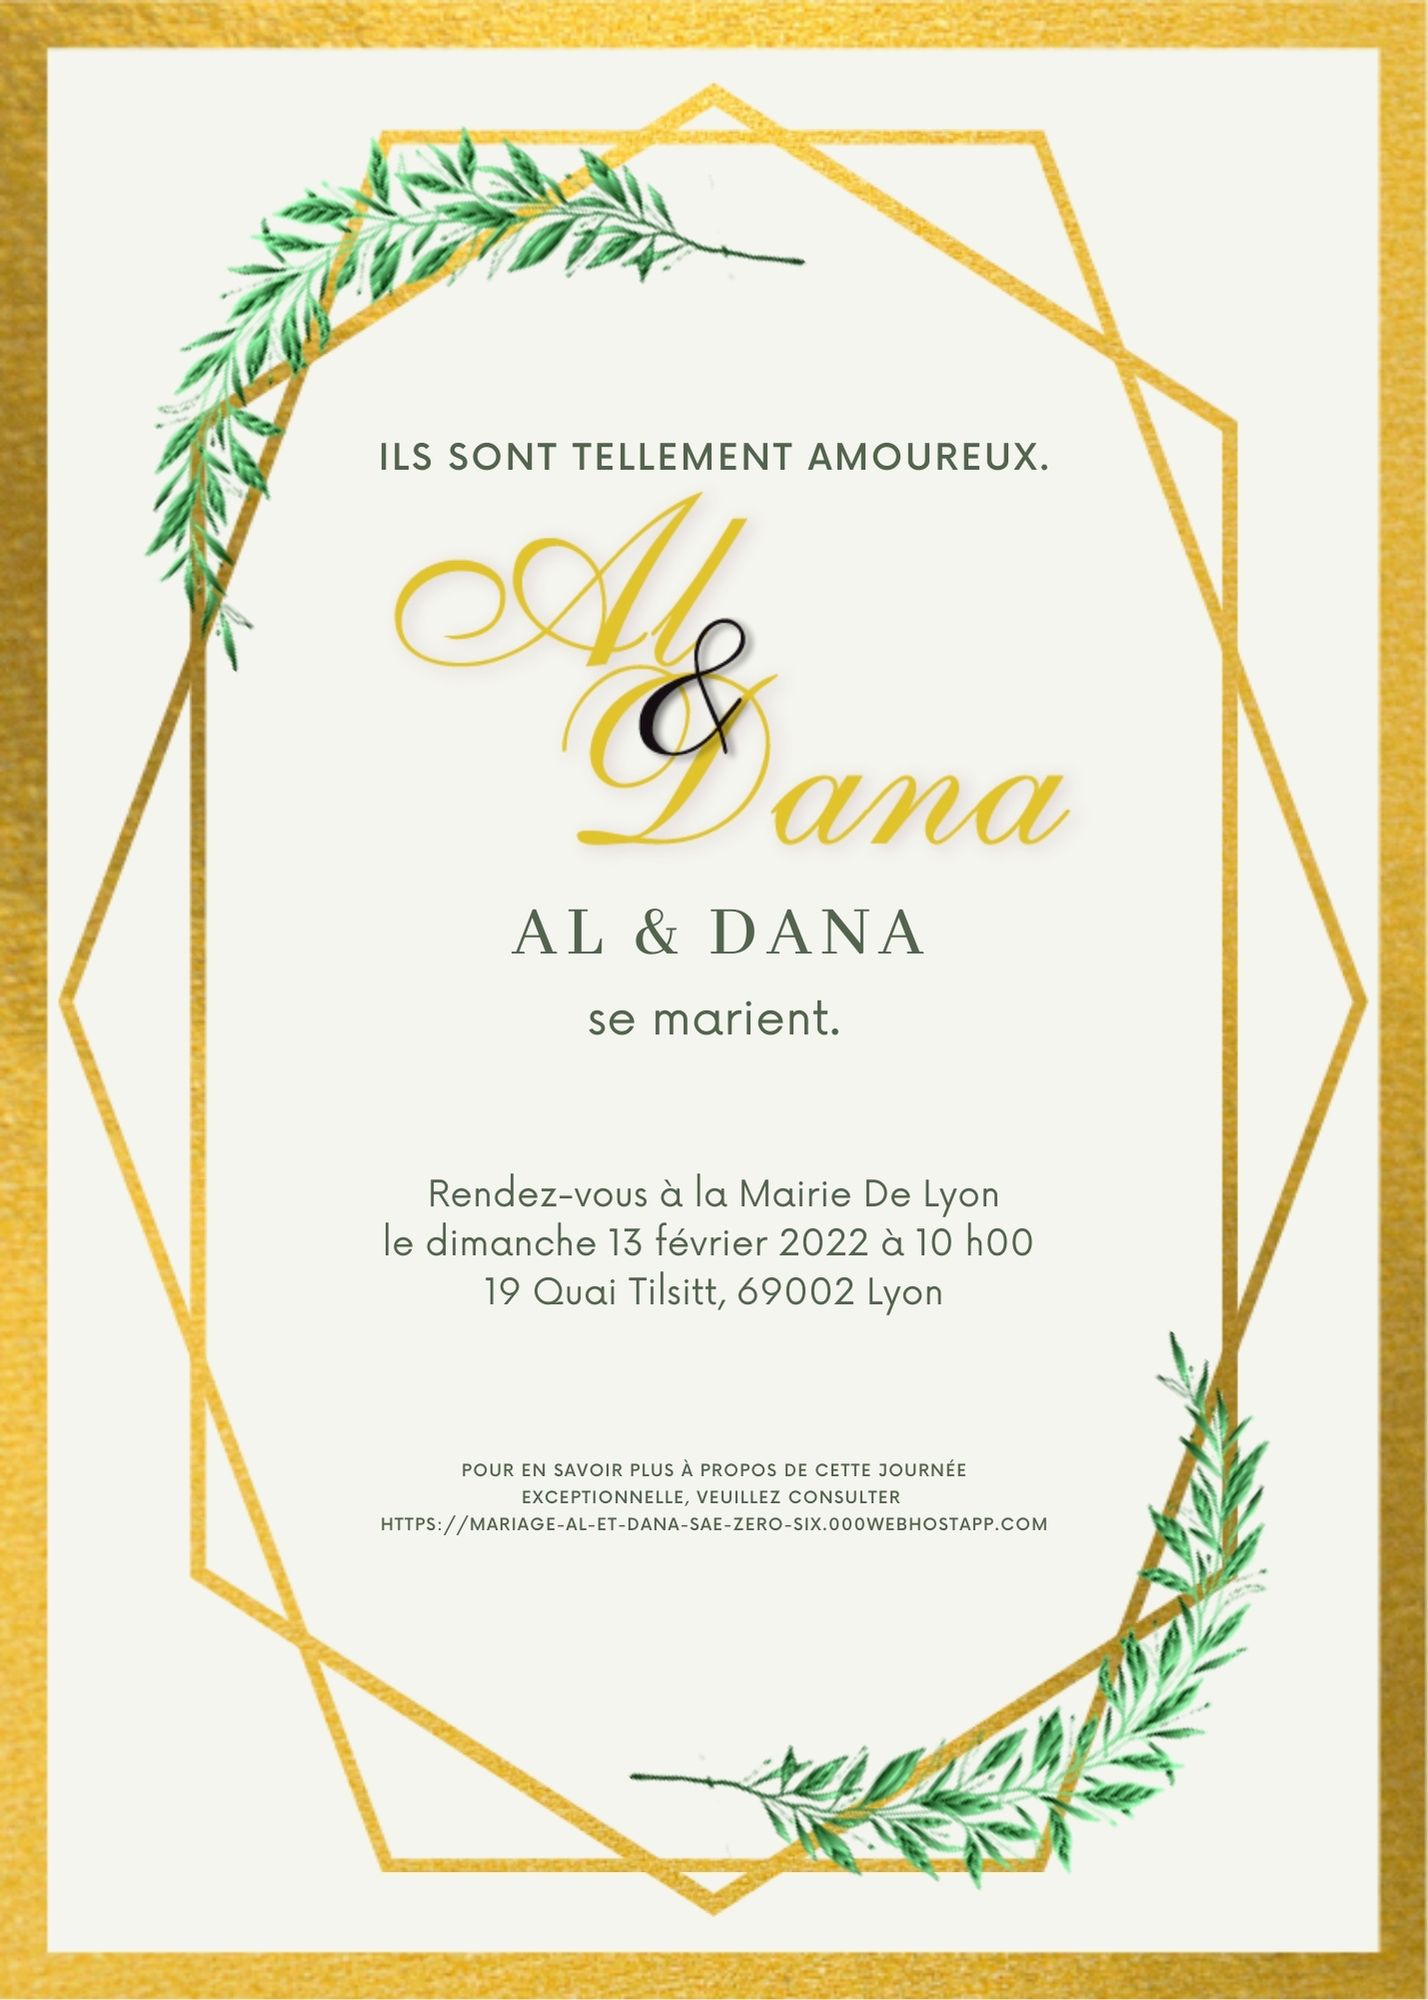 ILS SONT TELLEMENT AMOUREUX.
Al
&
Dana
AL & DANA
se marient.
Rendez-vous à la Mairie De Lyon
le dimanche 13 février 2022 à 10 h00
19 Quai Tilsitt, 69002 Lyon
POUR EN SAVOIR PLUS À PROPOS DE CETTE JOURNÉE
EXCEPTIONNELLE, VEUILLEZ CONSULTER
HTTPS://MARIAGE-AL-ET-DANA-SAE-ZERO-SIX.000WEBHOSTAPP.COM